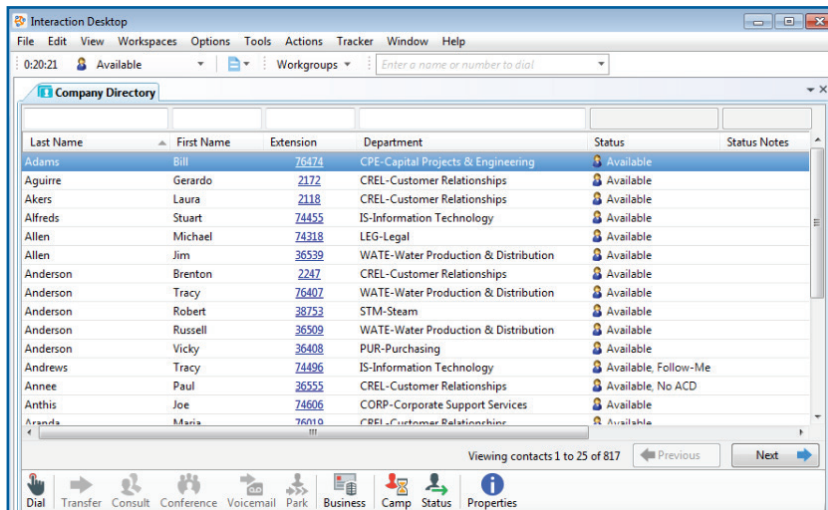 Interaction Desktop
File Edit View Workspaces Options Tools Actions Tracker Window Help
0:20:21 Available Workgroups Enter a name or number to dial
Company Directory
Last Name First Name Extension Department Status Status Notes
Adams Bill 76474 CPE-Capital Projects & Engineering Available
Aguirre Gerardo 2172 CREL-Customer Relationships Available
Akers Laura 2118 CREL-Customer Relationships Available
Alfreds Stuart 74455 IS-Information Technology Available
Allen Michael 74318 LEG-Legal Available
Allen Jim 36539 WATE-Water Production & Distribution Available
Anderson Brenton 2247 CREL-Customer Relationships Available
Anderson Tracy 76407 WATE-Water Production & Distribution Available
Anderson Robert 38753 STM-Steam Available
Anderson Russell 36509 WATE-Water Production & Distribution Available
Anderson Vicky 36408 PUR-Purchasing Available
Andrews Tracy 74496 IS-Information Technology Available, Follow-Me
Annee Paul 36555 CREL-Customer Relationships Available, No ACD
Anthis Joe 74606 CORP-Corporate Support Services Available
Aranda Maria 76019 CREL-Customer Relationships Available
Viewing contacts 1 to 25 of 817 Previous Next
Dial Transfer Consult Conference Voicemail Park Business Camp Status Properties